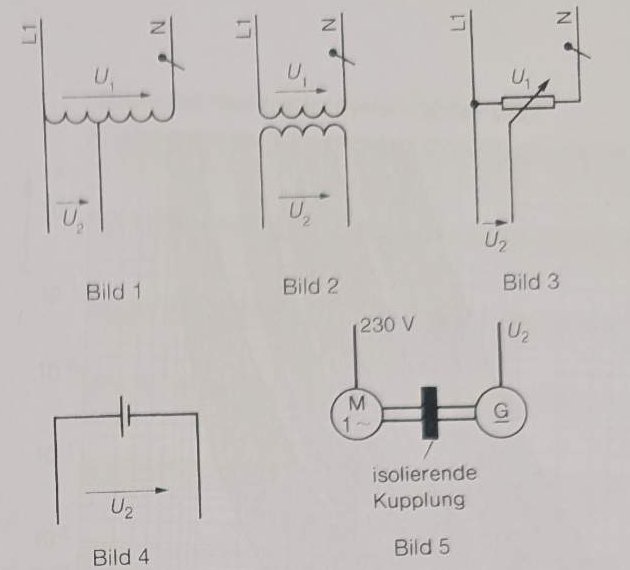 L1
N
U1
U2
Bild 1
L1
N
U1
U2
Bild 2
L1
N
U1
U2
Bild 3
U2
Bild 4
230 V
U2
M
1~
G
isolierende
Kupplung
Bild 5